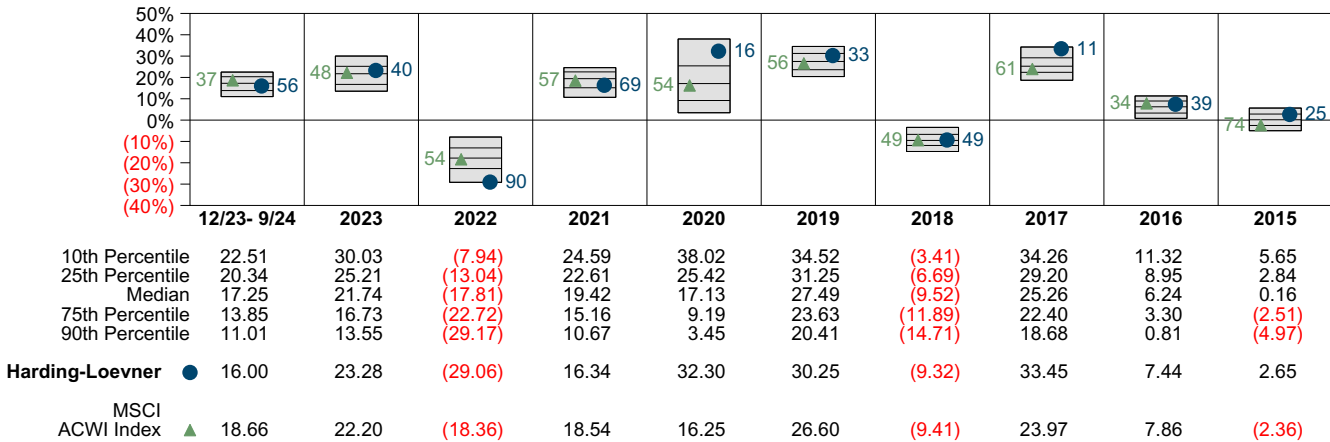 50%
40%
30%
20%
10%
0%
(10%)
(20%)
(30%)
(40%)
37 56 48 40 54 90 57 69 54 16 56 33 49 49 61 11 34 39 74 25
12/23- 9/24 2023 2022 2021 2020 2019 2018 2017 2016 2015
10th Percentile 22.51 30.03 (7.94) 24.59 38.02 34.52 (3.41) 34.26 11.32 5.65
25th Percentile 20.34 25.21 (13.04) 22.61 25.42 31.25 (6.69) 29.20 8.95 2.84
Median 17.25 21.74 (17.81) 19.42 17.13 27.49 (9.52) 25.26 6.24 0.16
75th Percentile 13.85 16.73 (22.72) 15.16 9.19 23.63 (11.89) 22.40 3.30 (2.51)
90th Percentile 11.01 13.55 (29.17) 10.67 3.45 20.41 (14.71) 18.68 0.81 (4.97)
Harding-Loevner 16.00 23.28 (29.06) 16.34 32.30 30.25 (9.32) 33.45 7.44 2.65
MSCI
ACWI Index 18.66 22.20 (18.36) 18.54 16.25 26.60 (9.41) 23.97 7.86 (2.36)